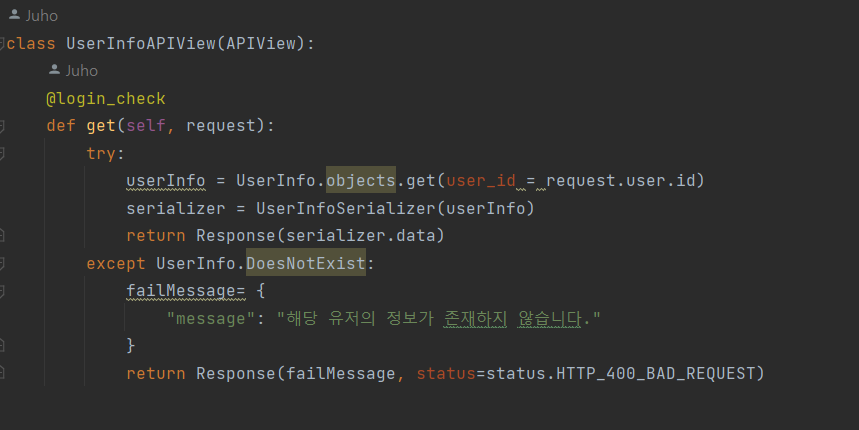 Juho
class UserInfoAPIView(APIView):
Juho
@login_check
def get(self, request):
try:
userInfo = UserInfo.objects.get(user_id = request.user.id)
serializer = UserInfoSerializer(userInfo)
return Response(serializer.data)
except UserInfo.DoesNotExist:
failMessage= {
"message": "해당 유저의 정보가 존재하지 않습니다."
}
return Response(failMessage, status=status.HTTP_400_BAD_REQUEST)